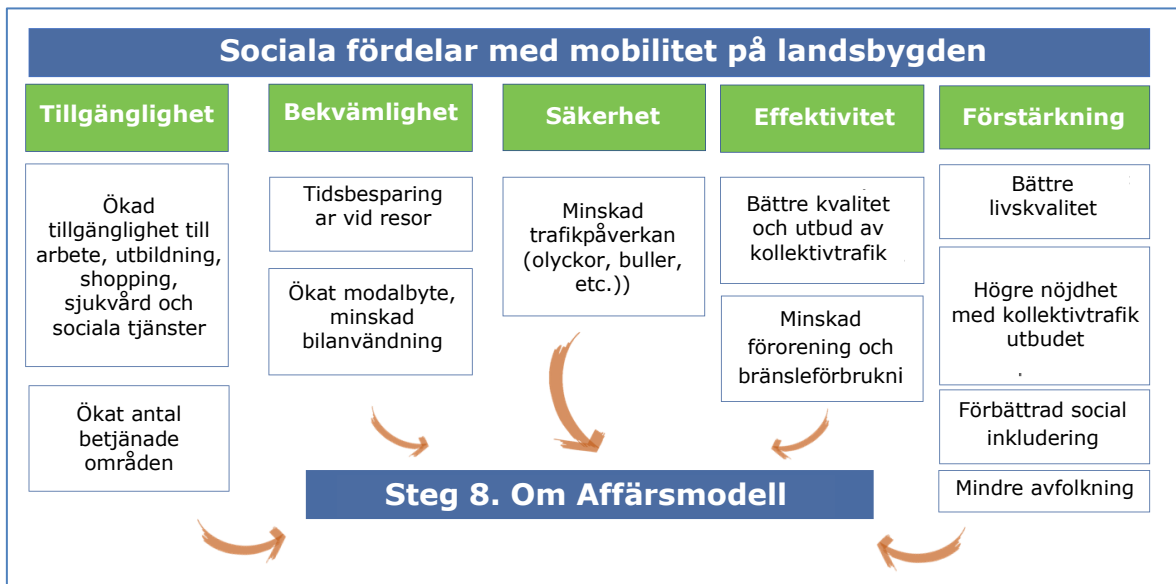 Sociala fördelar med mobilitet på landsbygden
Tillgänglighet
Ökad
tillgänglighet till
arbete, utbildning,
shopping,
sjukvård och
sociala tjänster
Ökat antal
betjänade
områden
Bekvämlighet
Tidsbesparing
ar vid resor
Ökat modalbyte,
minskad
bilanvändning
Säkerhet
Minskad
trafikpåverkan
(olyckor, buller,
etc.))
Effektivitet
Bättre kvalitet
och utbud av
kollektivtrafik
Minskad
förorening och
bränsleförbrukni
Förstärkning
Bättre
livskvalitet
Högre nöjdhet
med kollektivtrafik
utbudet
.
Förbättrad social
inkludering
Mindre avfolkning
Steg 8. Om Affärsmodell